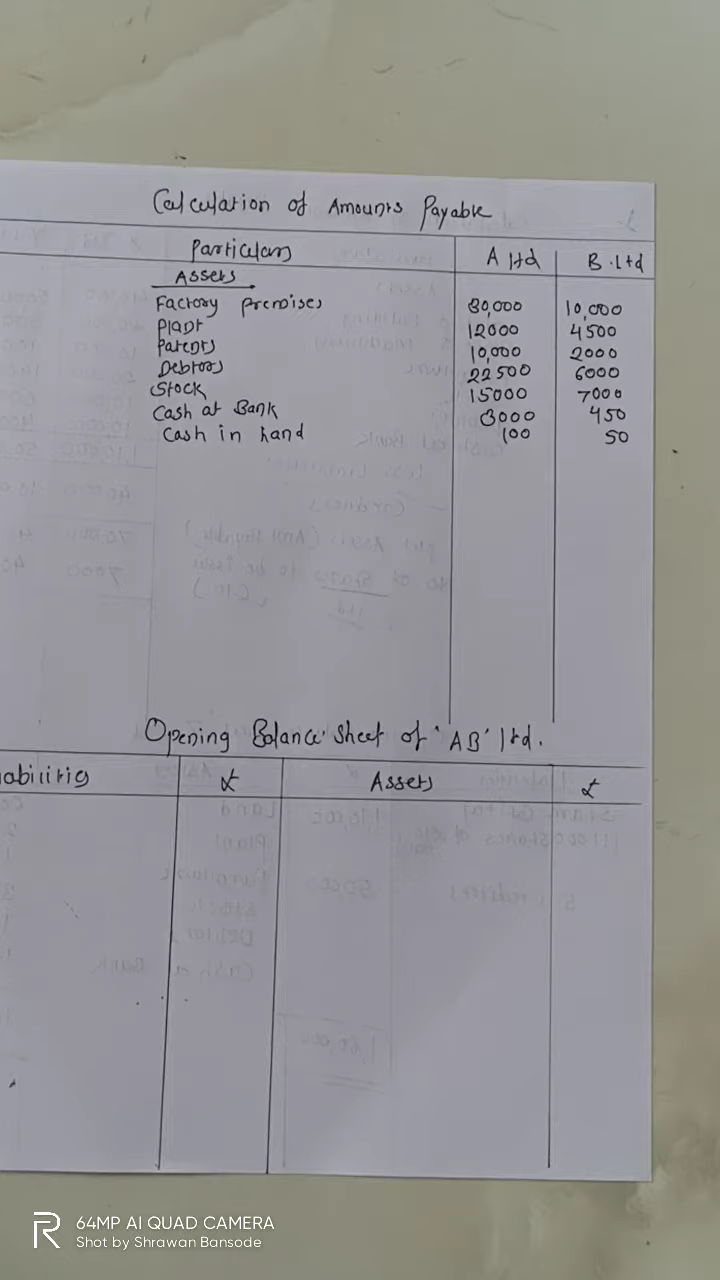 Calculation of Amounts Payable
Particulars A ltd B.Ltd
Assets
Factory premises 30,000 10,000
Plant 12000 4500
Patents 10,000 2000
Debtors 22500 6000
Stock 15000 7000
Cash at Bank 3000 450
Cash in hand 100 50
Opening Balance Sheet of 'AB' ltd.
abilities £ Assets £
64MP AI QUAD CAMERA
Shot by Shrawan Bansode